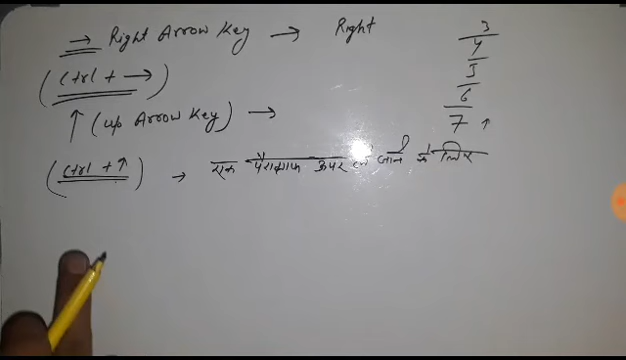 → Right Arrow Key → Right
(Ctrl + →)
↑ (up Arrow Key) →
(Ctrl + ↑) → एक पैराग्राफ ऊपर जाने के लिए
3
4
5
6
7 ↑